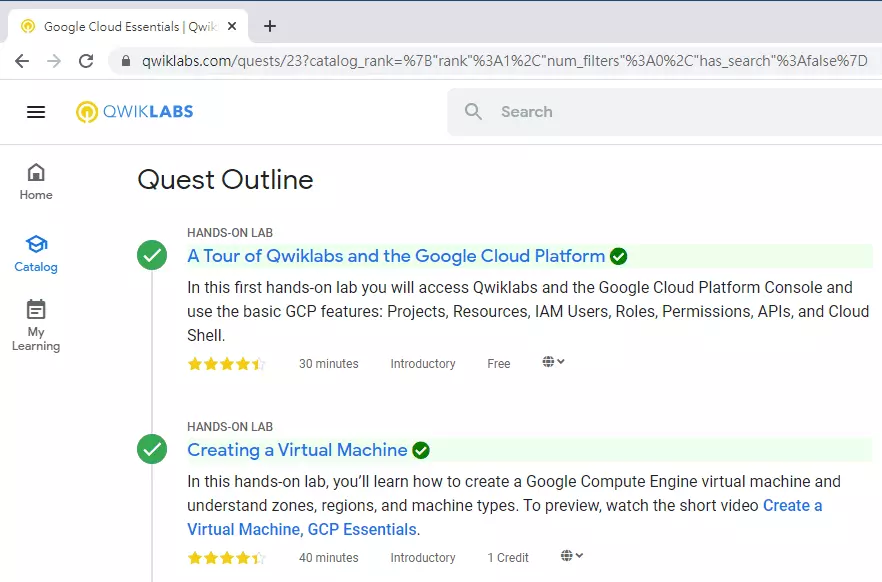 Google Cloud Essentials | Qwik
qwiklabs.com/quests/23?catalog_rank=%7B"rank"%3A1%2C"num_filters"%3A0%2C"has_search"%3Afalse%7D
QWIKLABS
Search
Home
Catalog
My
Learning
Quest Outline
HANDS-ON LAB
A Tour of Qwiklabs and the Google Cloud Platform
In this first hands-on lab you will access Qwiklabs and the Google Cloud Platform Console and
use the basic GCP features: Projects, Resources, IAM Users, Roles, Permissions, APIs, and Cloud
Shell.
30 minutes Introductory Free
HANDS-ON LAB
Creating a Virtual Machine
In this hands-on lab, you’ll learn how to create a Google Compute Engine virtual machine and
understand zones, regions, and machine types. To preview, watch the short video Create a
Virtual Machine, GCP Essentials.
40 minutes Introductory 1 Credit